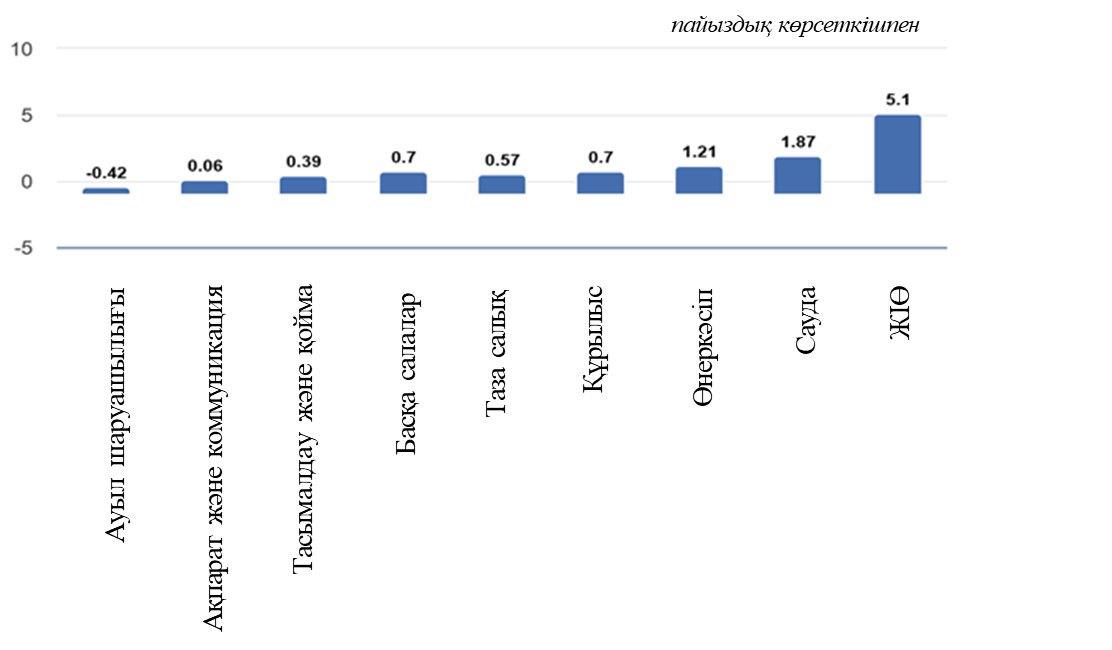 пайыздық көрсеткішпен
10
5
0
-5
-0.42
0.06
0.39
0.7
0.57
0.7
1.21
1.87
5.1
Ауыл шаруашылығы
Ақпарат және коммуникация
Тасымалдау және қойма
Басқа салалар
Таза салық
Құрылыс
Өнеркәсіп
Сауда
ЖІӨ